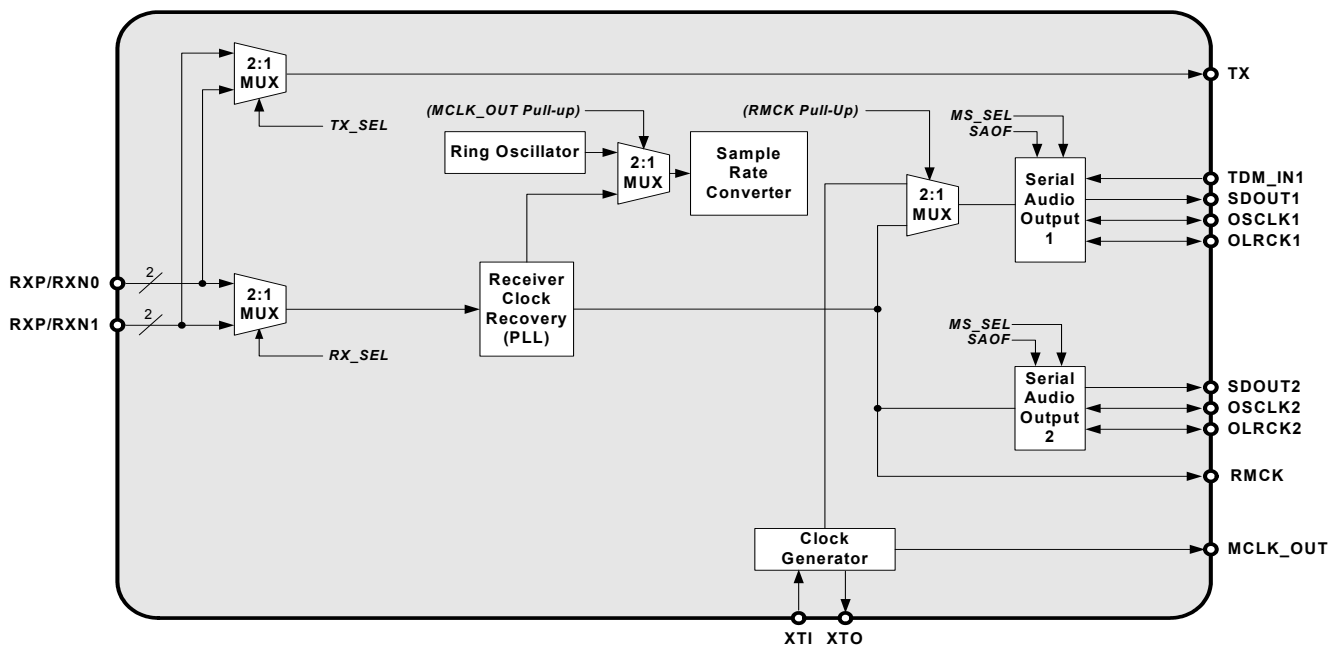 2:1
MUX
TX
TX_SEL
(MCLK_OUT Pull-up)
(RMCK Pull-Up)
MS_SEL
SAOF
Ring Oscillator
2:1
MUX
Sample
Rate
Converter
2:1
MUX
Serial
Audio
Output
1
TDM_IN1
SDOUT1
OSCLK1
OLRCK1
RXP/RXN0
2
RXP/RXN1
2
2:1
MUX
RX_SEL
Receiver
Clock
Recovery
(PLL)
MS_SEL
SAOF
Serial
Audio
Output
2
SDOUT2
OSCLK2
OLRCK2
RMCK
Clock
Generator
MCLK_OUT
XTI
XTO